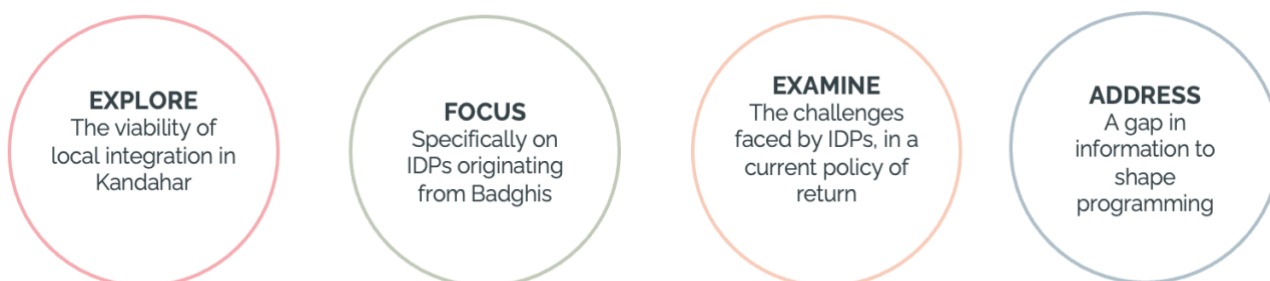 EXPLORE
The viability of
local integration in
Kandahar
FOCUS
Specifically on
IDPs originating
from Badghis
EXAMINE
The challenges
faced by IDPs, in a
current policy of
return
ADDRESS
A gap in
information to
shape
programming